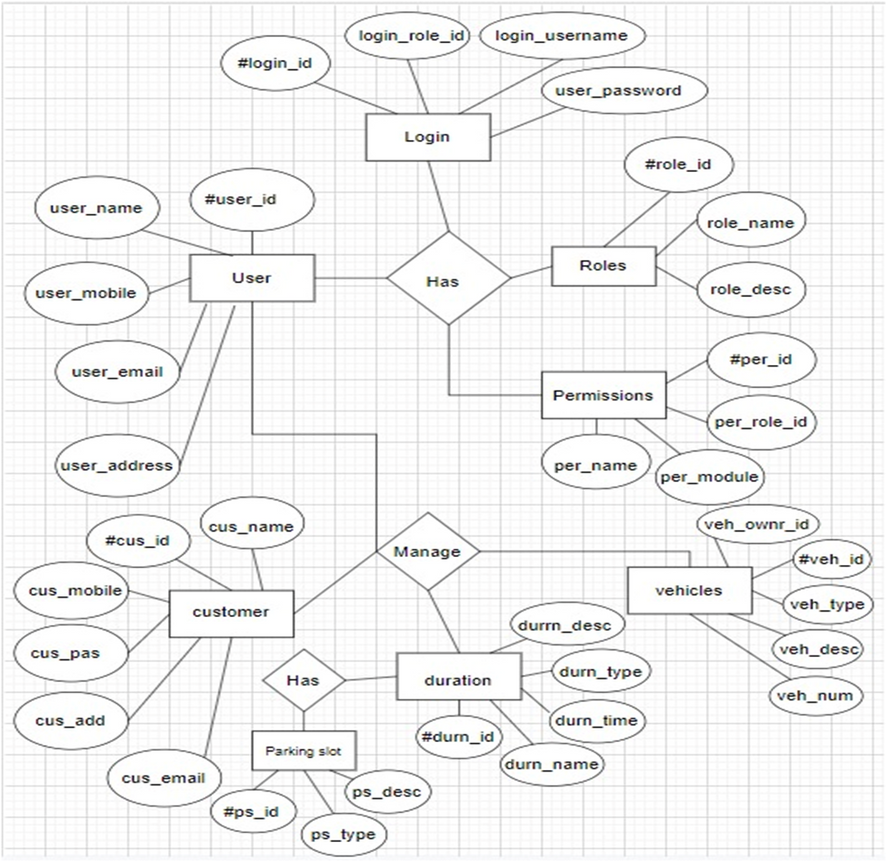 login_role_id
login_username
#login_id
user_password
Login
#role_id
user_name
#user_id
role_name
User
Has
Roles
user_mobile
role_desc
#per_id
user_email
Permissions
per_role_id
user_address
per_name
per_module
cus_name
veh_ownr_id
#cus_id
Manage
#veh_id
cus_mobile
vehicles
veh_type
customer
durrn_desc
cus_pas
veh_desc
Has
duration
durn_type
veh_num
cus_add
durn_time
#durn_id
Parking slot
durn_name
cus_email
ps_desc
#ps_id
ps_type